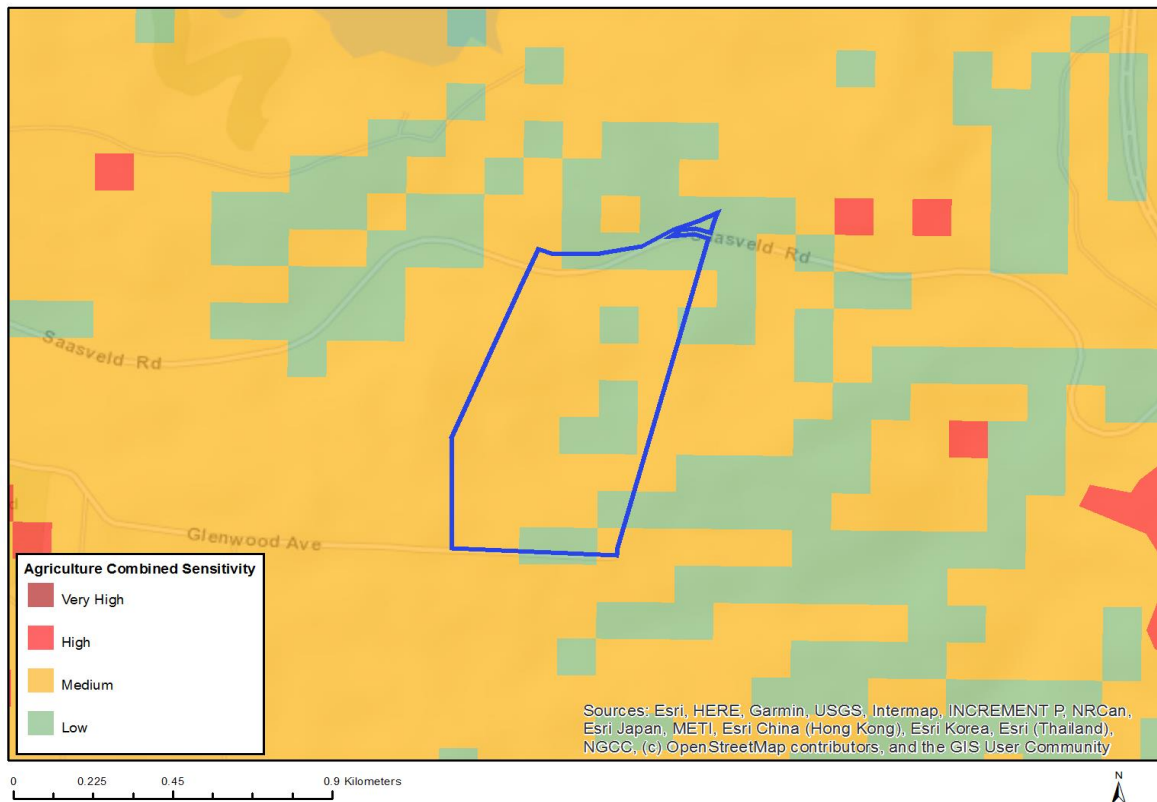 Saasveld Rd
Saasveld Rd
Glenwood Ave
Agriculture Combined Sensitivity
Very High
High
Medium
Low
Sources: Esri, HERE, Garmin, USGS, Intermap, INCREMENT P, NRCan,
Esri Japan, METI, Esri China (Hong Kong), Esri Korea, Esri (Thailand),
NGCC, (c) OpenStreetMap contributors, and the GIS User Community
0 0.225 0.45 0.9 Kilometers
N